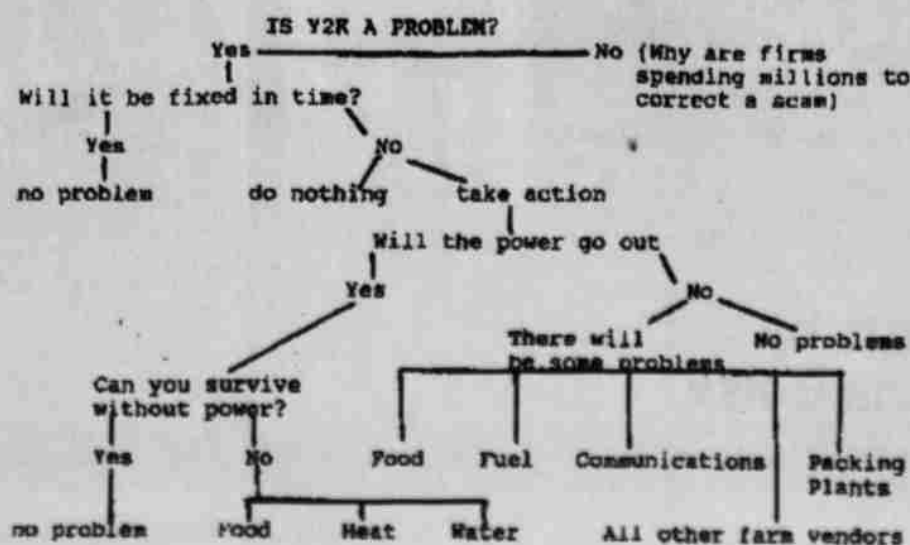 IS Y2K A PROBLEM?
Yes No (Why are firms
spending millions to
correct a scam)
Will it be fixed in time?
Yes
No
no problem do nothing take action
Will the power go out
Yes No
There will No problems
be some problems
Can you survive
without power?
Yes No Food Fuel Communications Packing
Plants
no problem Food Heat Water All other farm vendors